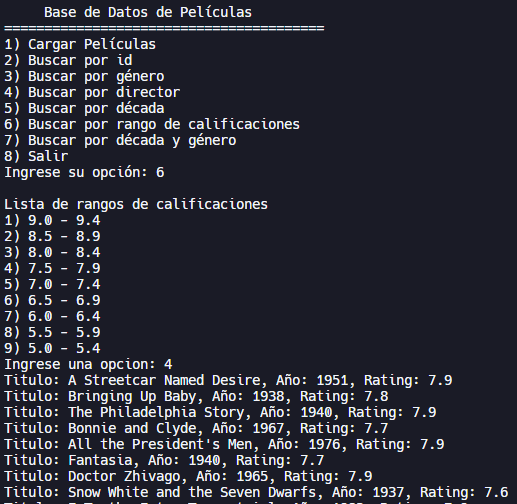 Base de Datos de Películas
========================================
1) Cargar Películas
2) Buscar por id
3) Buscar por género
4) Buscar por director
5) Buscar por década
6) Buscar por rango de calificaciones
7) Buscar por década y género
8) Salir
Ingrese su opción: 6
Lista de rangos de calificaciones
1) 9.0 - 9.4
2) 8.5 - 8.9
3) 8.0 - 8.4
4) 7.5 - 7.9
5) 7.0 - 7.4
6) 6.5 - 6.9
7) 6.0 - 6.4
8) 5.5 - 5.9
9) 5.0 - 5.4
Ingrese una opcion: 4
Titulo: A Streetcar Named Desire, Año: 1951, Rating: 7.9
Titulo: Bringing Up Baby, Año: 1938, Rating: 7.8
Titulo: The Philadelphia Story, Año: 1940, Rating: 7.9
Titulo: Bonnie and Clyde, Año: 1967, Rating: 7.7
Titulo: All the President's Men, Año: 1976, Rating: 7.9
Titulo: Fantasia, Año: 1940, Rating: 7.7
Titulo: Doctor Zhivago, Año: 1965, Rating: 7.9
Titulo: Snow White and the Seven Dwarfs, Año: 1937, Rating: 7.6